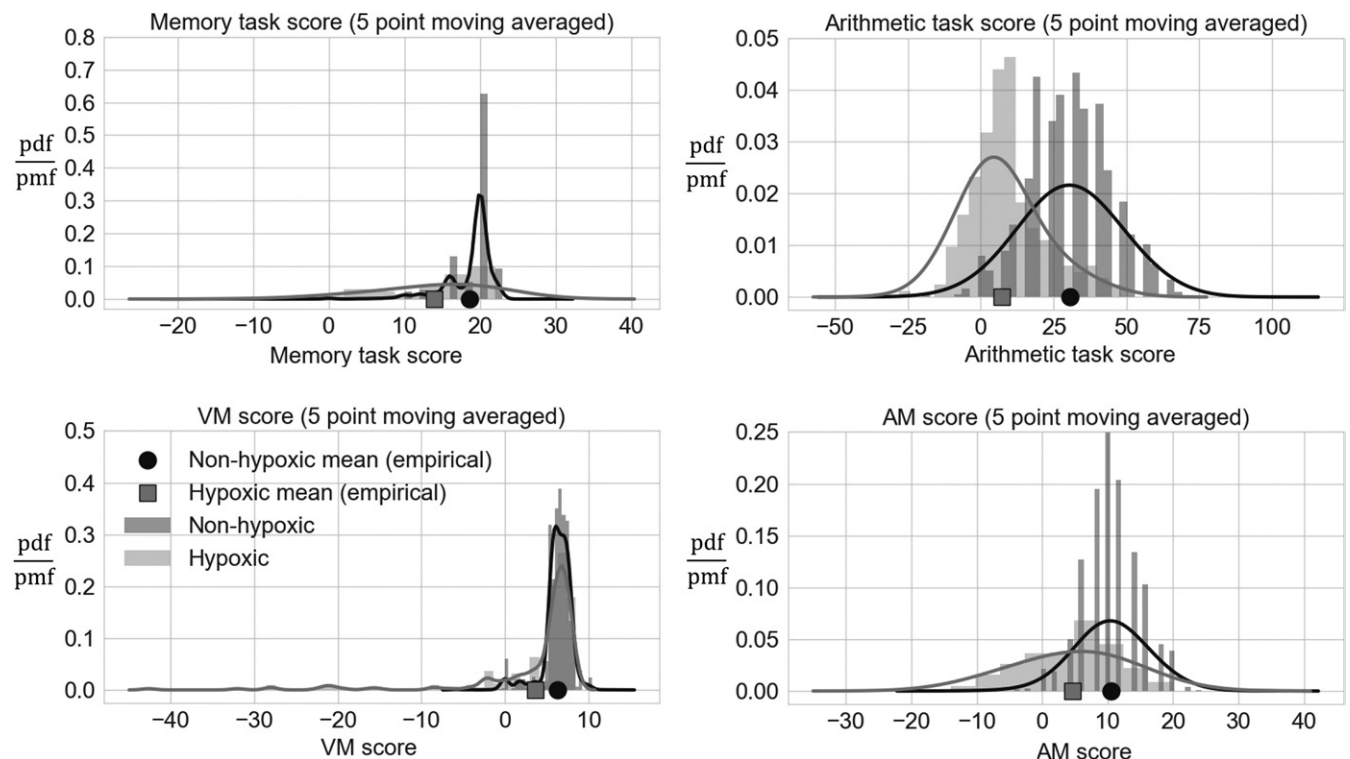 Memory task score (5 point moving averaged)
0.8
0.7
0.6
0.5
0.4
0.3
0.2
0.1
0.0
pdf
pmf
−20
−10
0
10
20
30
40
Memory task score
Arithmetic task score (5 point moving averaged)
0.05
0.04
0.03
0.02
0.01
0.00
pdf
pmf
−50
−25
0
25
50
75
100
Arithmetic task score
VM score (5 point moving averaged)
0.5
0.4
0.3
0.2
0.1
0.0
pdf
pmf
Non-hypoxic mean (empirical)
Hypoxic mean (empirical)
Non-hypoxic
Hypoxic
−40
−30
−20
−10
0
10
VM score
AM score (5 point moving averaged)
0.25
0.20
0.15
0.10
0.05
0.00
pdf
pmf
−30
−20
−10
0
10
20
30
40
AM score